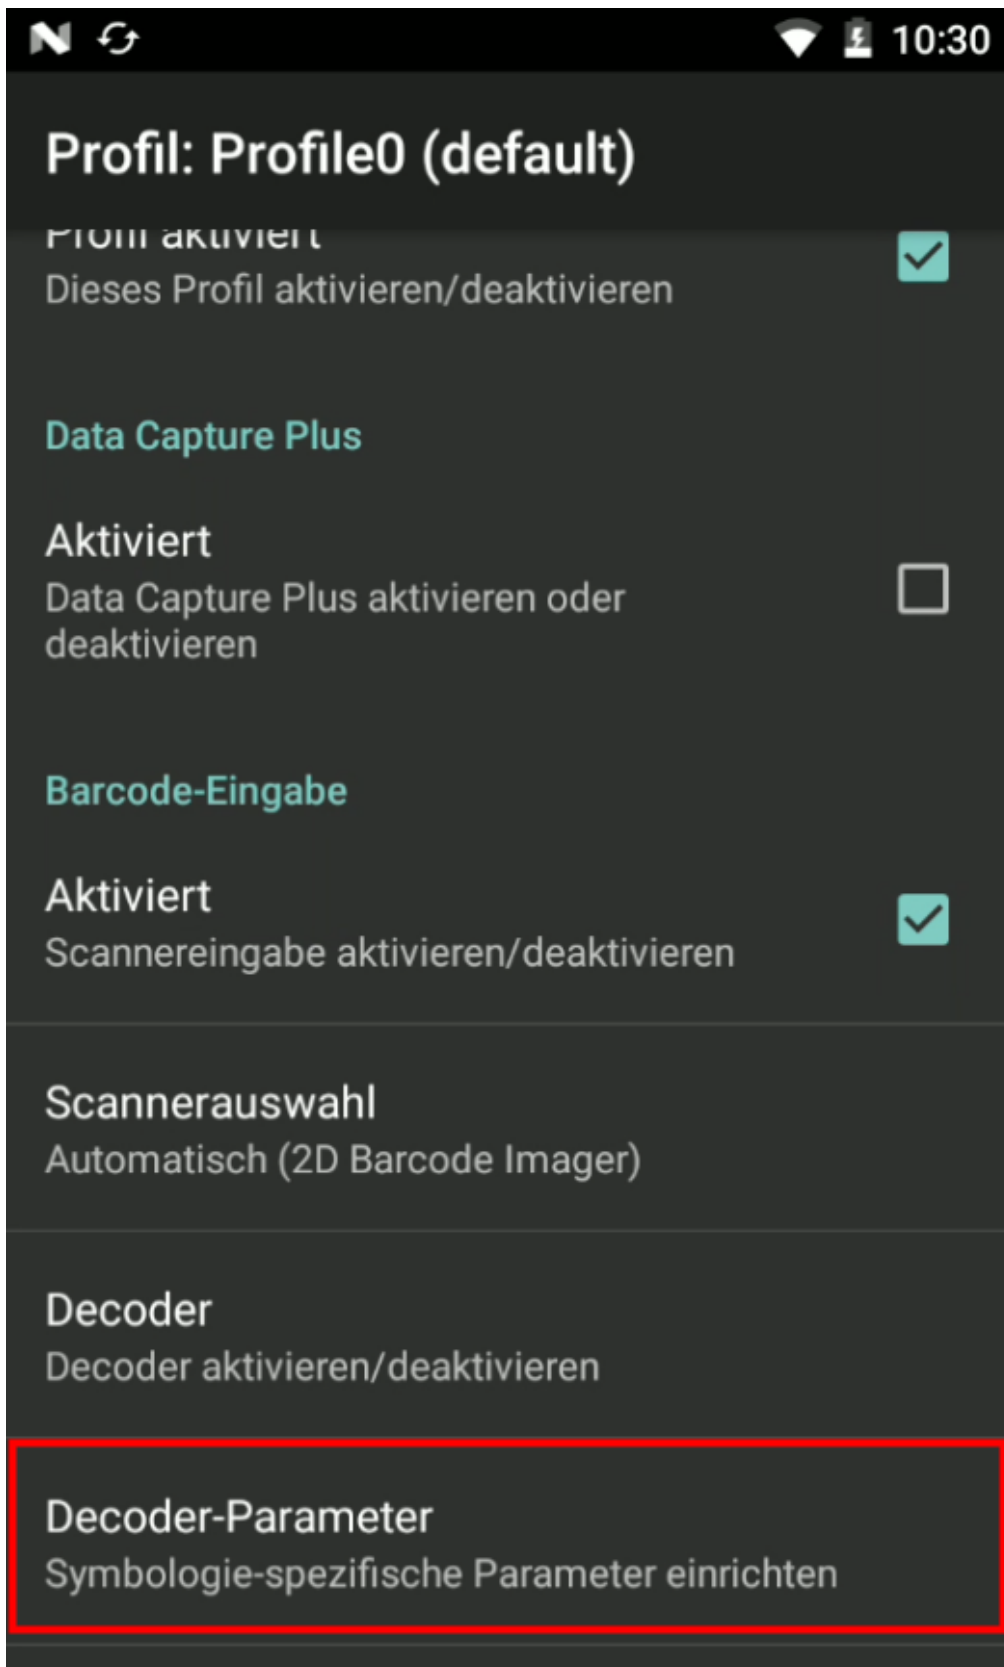 10:30
Profil: Profile0 (default)
Profil aktiviert
Dieses Profil aktivieren/deaktivieren
Data Capture Plus
Aktiviert
Data Capture Plus aktivieren oder
deaktivieren
Barcode-Eingabe
Aktiviert
Scannereingabe aktivieren/deaktivieren
Scannerauswahl
Automatisch (2D Barcode Imager)
Decoder
Decoder aktivieren/deaktivieren
Decoder-Parameter
Symbologie-spezifische Parameter einrichten